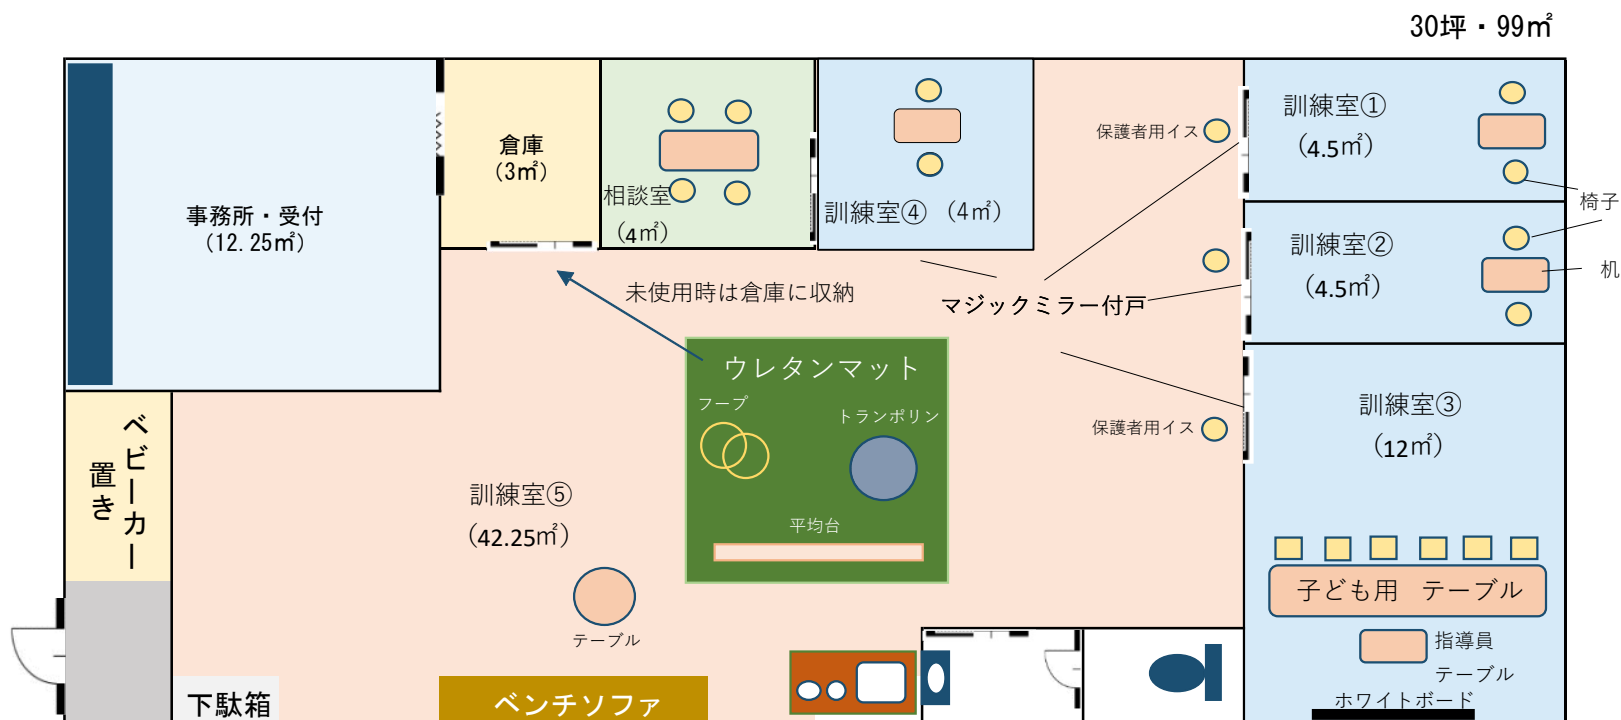 30坪・99㎡
事務所・受付
(12.25㎡)
倉庫
(3㎡)
相談室
(4㎡)
訓練室④ (4㎡)
保護者用イス
訓練室①
(4.5㎡)
椅子
訓練室②
(4.5㎡)
机
未使用時は倉庫に収納
マジックミラー付戸
ウレタンマット
フープ
トランポリン
平均台
保護者用イス
訓練室③
(12㎡)
ベビーカー
置き
訓練室⑤
(42.25㎡)
テーブル
子ども用 テーブル
指導員
テーブル
ホワイトボード
下駄箱
ベンチソファ